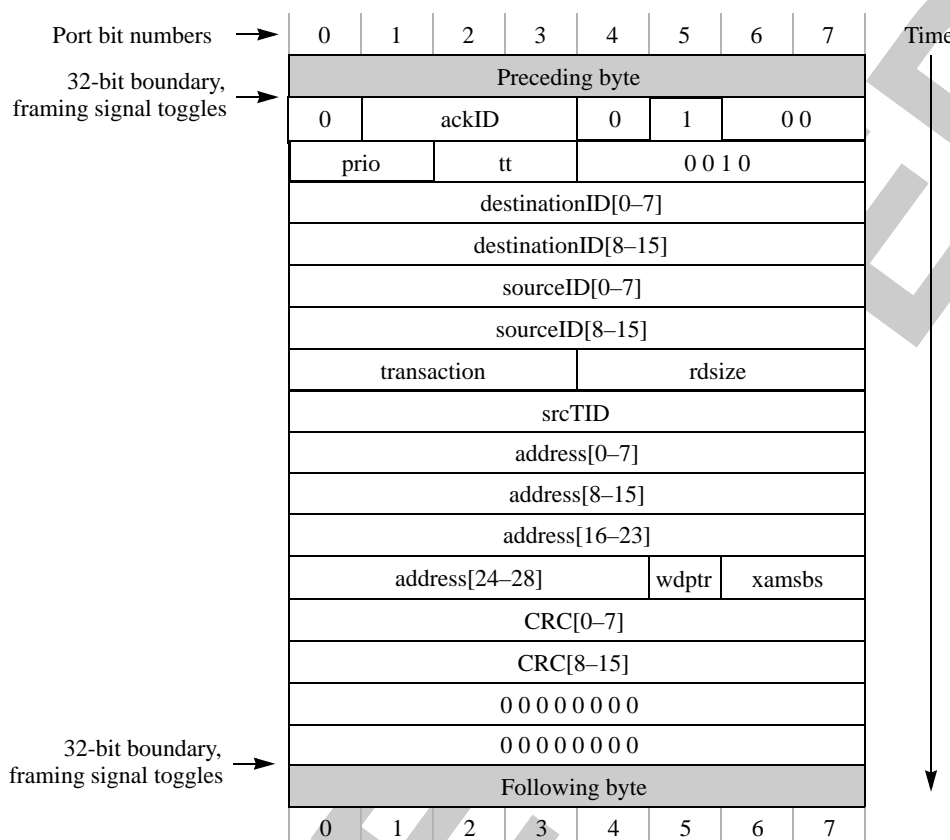 Port bit numbers 0 1 2 3 4 5 6 7 Time
Preceding byte
32-bit boundary,
framing signal toggles
0 ackID 0 1 0 0
prio tt 0 0 1 0
destinationID[0–7]
destinationID[8–15]
sourceID[0–7]
sourceID[8–15]
transaction rdsize
srcTID
address[0–7]
address[8–15]
address[16–23]
address[24–28] wdptr xamsbs
CRC[0–7]
CRC[8–15]
0 0 0 0 0 0 0 0
0 0 0 0 0 0 0 0
32-bit boundary,
framing signal toggles
Following byte
0 1 2 3 4 5 6 7